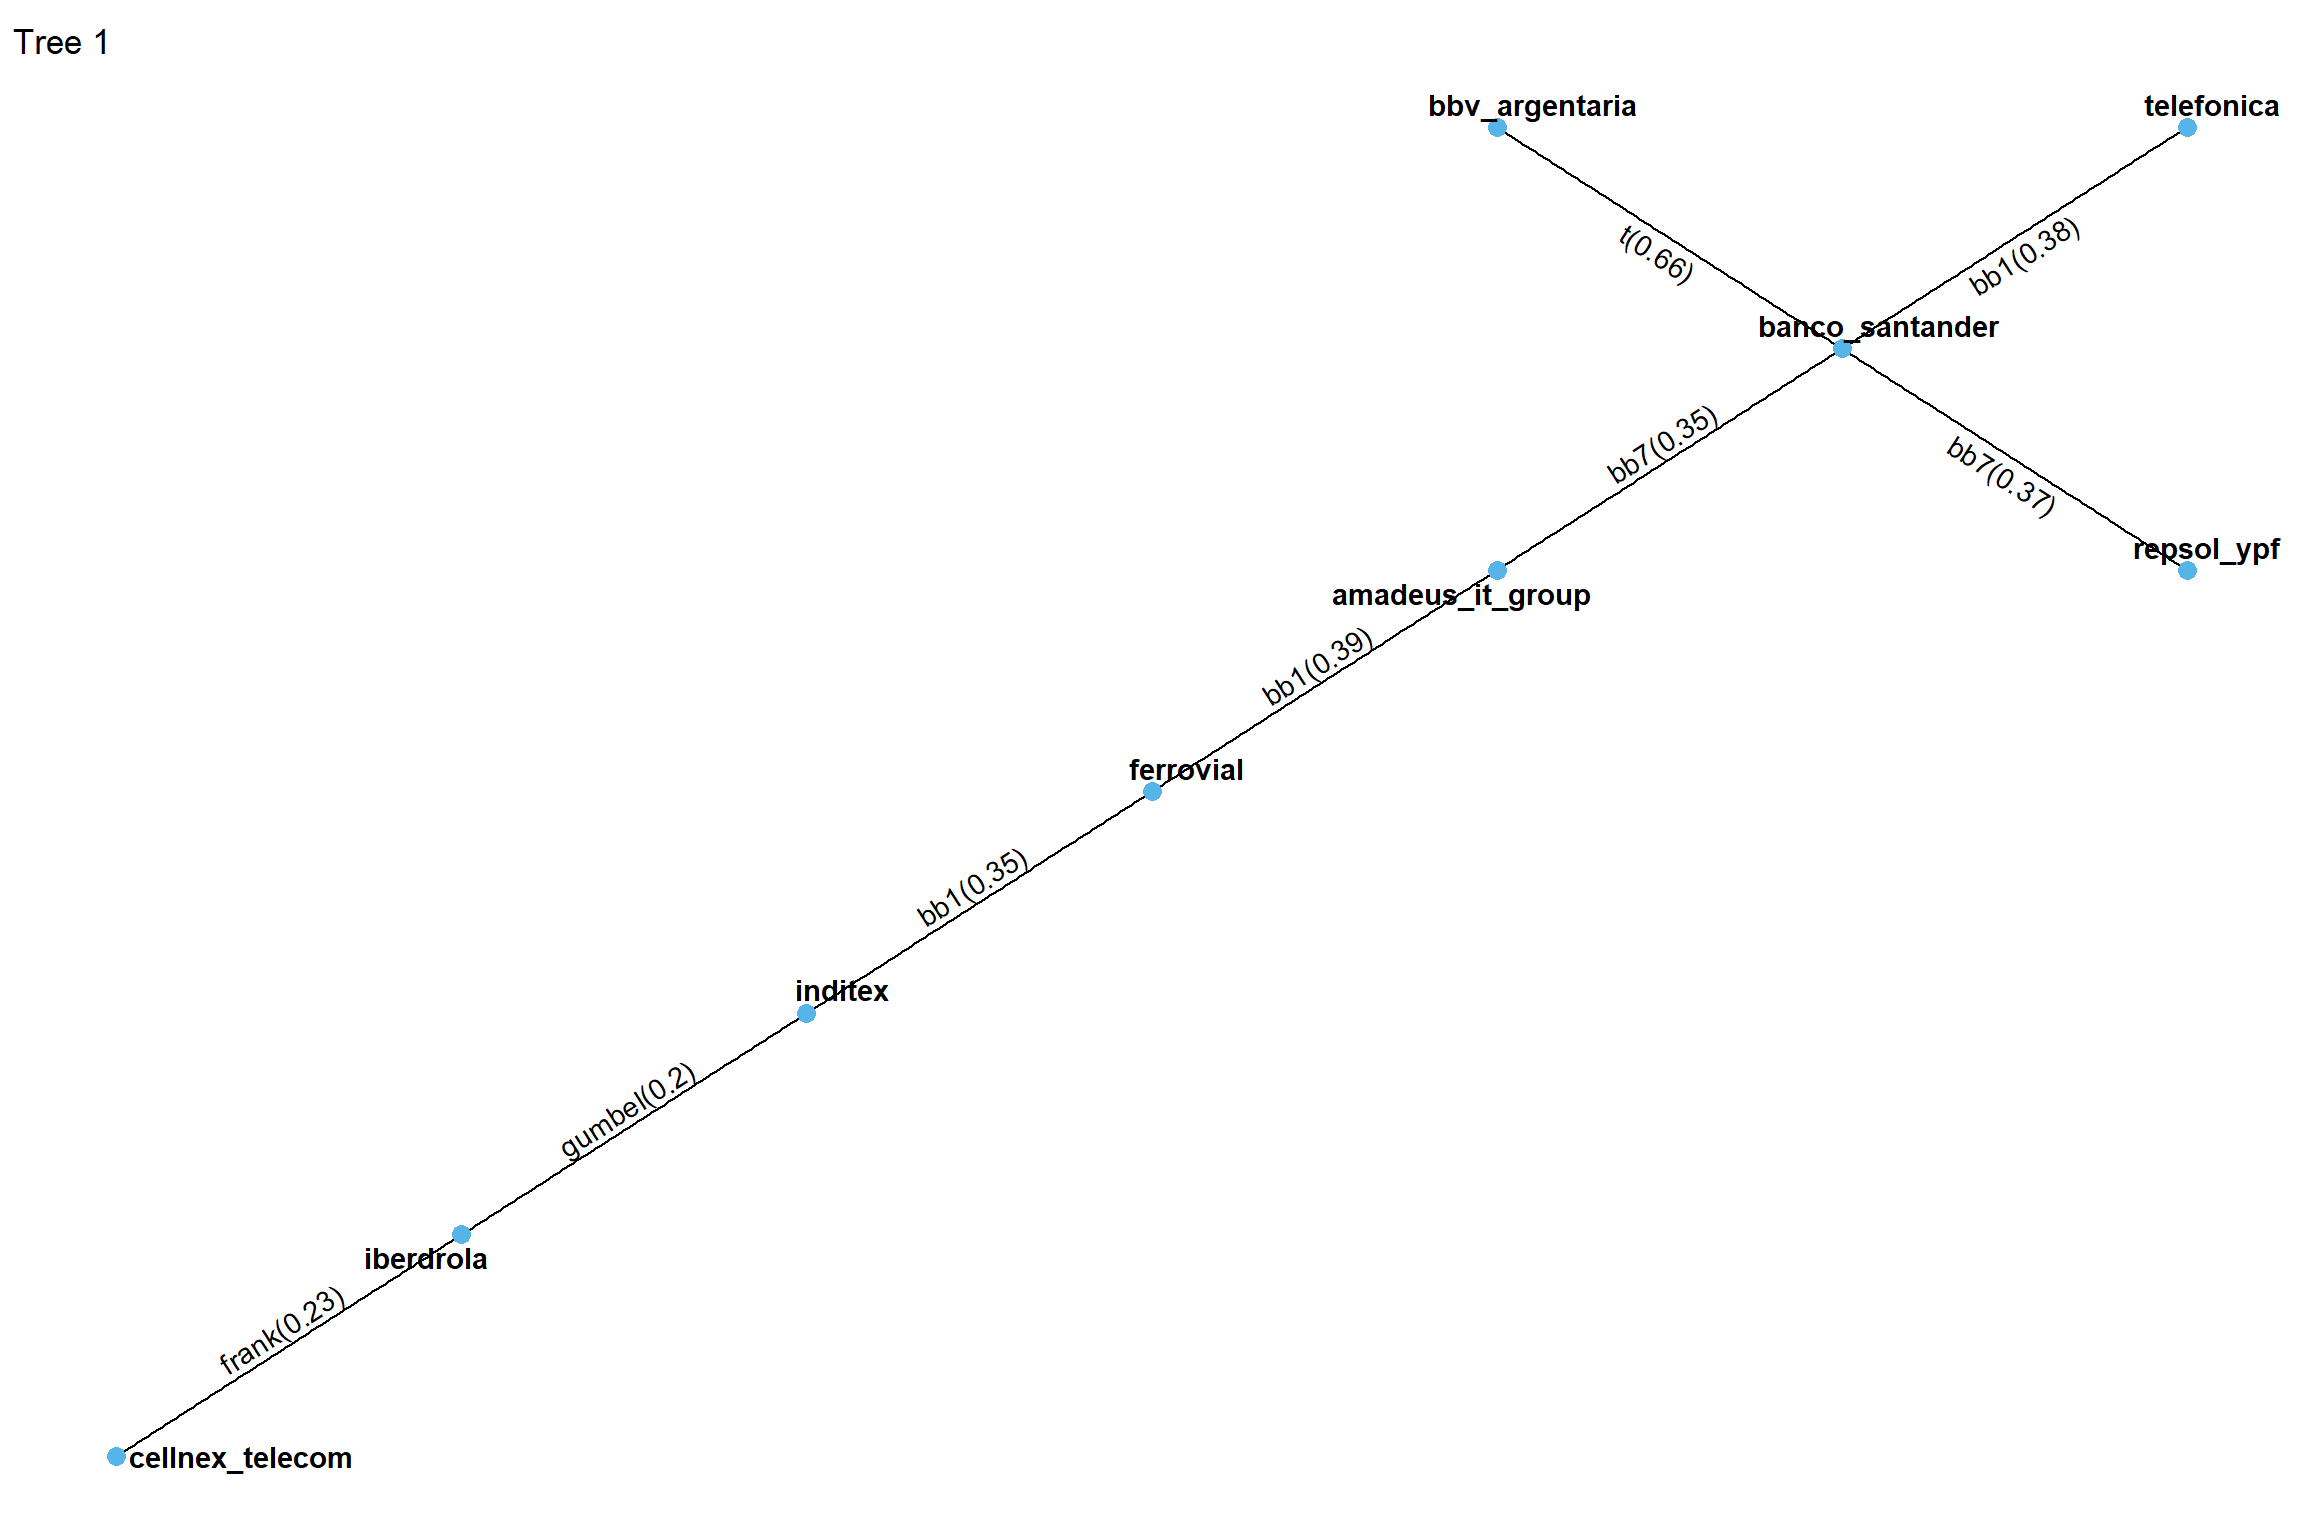 Tree 1
bbv_argentaria
telefonica
t(0.66)
bb1(0.38)
banco_santander
bb7(0.35)
bb7(0.37)
repsol_ypf
amadeus_it_group
bb1(0.39)
ferrovial
bb1(0.35)
inditex
gumbel(0.2)
iberdrola
frank(0.23)
cellnex_telecom